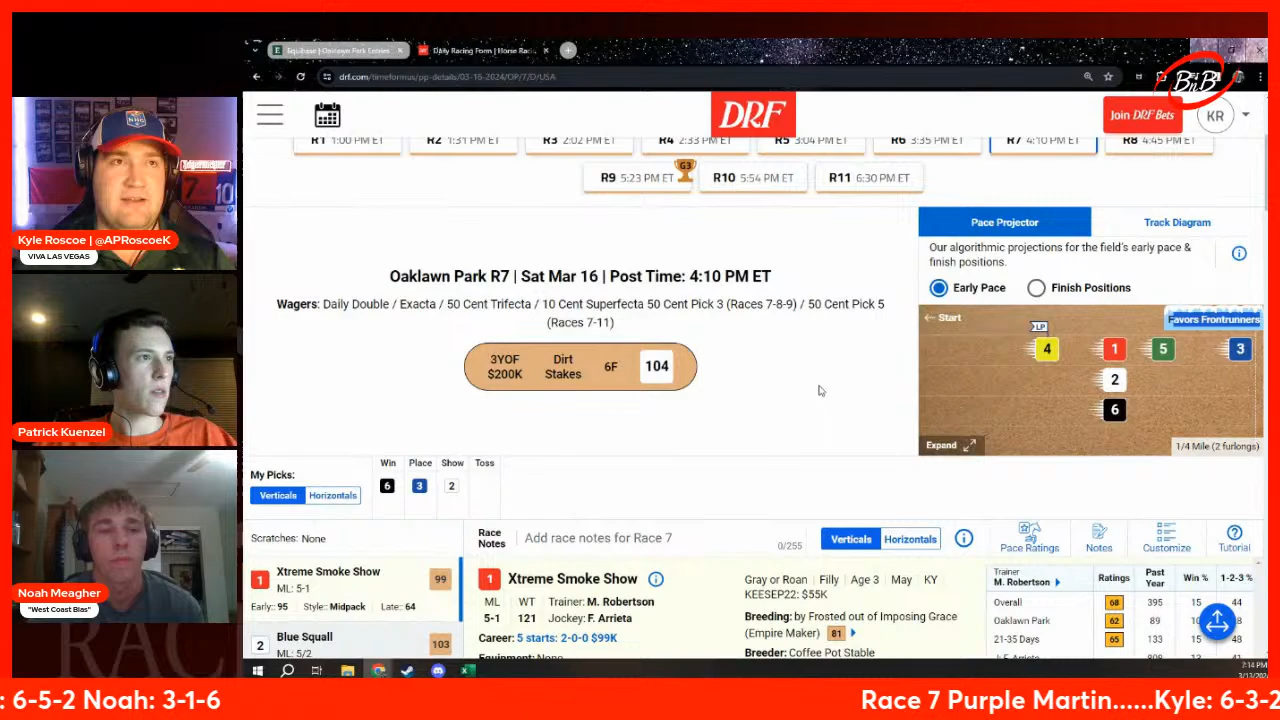 Equibase | Oaklawn Park Entries
Daily Racing Form | Horse Rac
drf.com/timeformus/pp-details/03-16-2024/OP/7/D/USA
BnB
DRF
Join DRF Bets
KR
R1 1:00 PM ET
R2 1:31 PM ET
R3 2:02 PM ET
R4 2:33 PM ET
R5 3:04 PM ET
R6 3:35 PM ET
R7 4:10 PM ET
R8 4:45 PM ET
R9 5:23 PM ET
G3
R10 5:54 PM ET
R11 6:30 PM ET
Kyle Roscoe | @APRoscoeK
VIVA LAS VEGAS
Patrick Kuenzel
Noah Meagher
"West Coast Bias"
Oaklawn Park R7 | Sat Mar 16 | Post Time: 4:10 PM ET
Wagers: Daily Double / Exacta / 50 Cent Trifecta / 10 Cent Superfecta 50 Cent Pick 3 (Races 7-8-9) / 50 Cent Pick 5
(Races 7-11)
3YOF
$200K
Dirt
Stakes
6F
104
Pace Projector
Track Diagram
Our algorithmic projections for the field's early pace &
finish positions.
Early Pace
Finish Positions
Start
Favors Frontrunners
LP
4
1
5
3
2
6
Expand
1/4 Mile (2 furlongs)
My Picks:
Win
Place
Show
Toss
Verticals
Horizontals
6
3
2
Scratches: None
Race
Notes
Add race notes for Race 7
0/255
Verticals
Horizontals
Pace Ratings
Notes
Customize
Tutorial
1
Xtreme Smoke Show
99
ML: 5-1
Early: 95 Style: Midpack Late: 64
2
Blue Squall
103
ML: 5/2
1
Xtreme Smoke Show
ML WT Trainer: M. Robertson
5-1 121 Jockey: F. Arrieta
Career: 5 starts: 2-0-0 $99K
Equipment: None
Gray or Roan | Filly | Age 3 | May | KY
KEESEP22: $55K
Breeding: by Frosted out of Imposing Grace
(Empire Maker) 81
Breeder: Coffee Pot Stable
Trainer
M. Robertson
Ratings
Past
Year
Win %
1-2-3 %
Overall 68 395 15 44
Oaklawn Park 62 89
21-35 Days 65 133 15 48
7:14 PM
RAC
: 6-5-2 Noah: 3-1-6
Race 7 Purple Martin......Kyle: 6-3-2